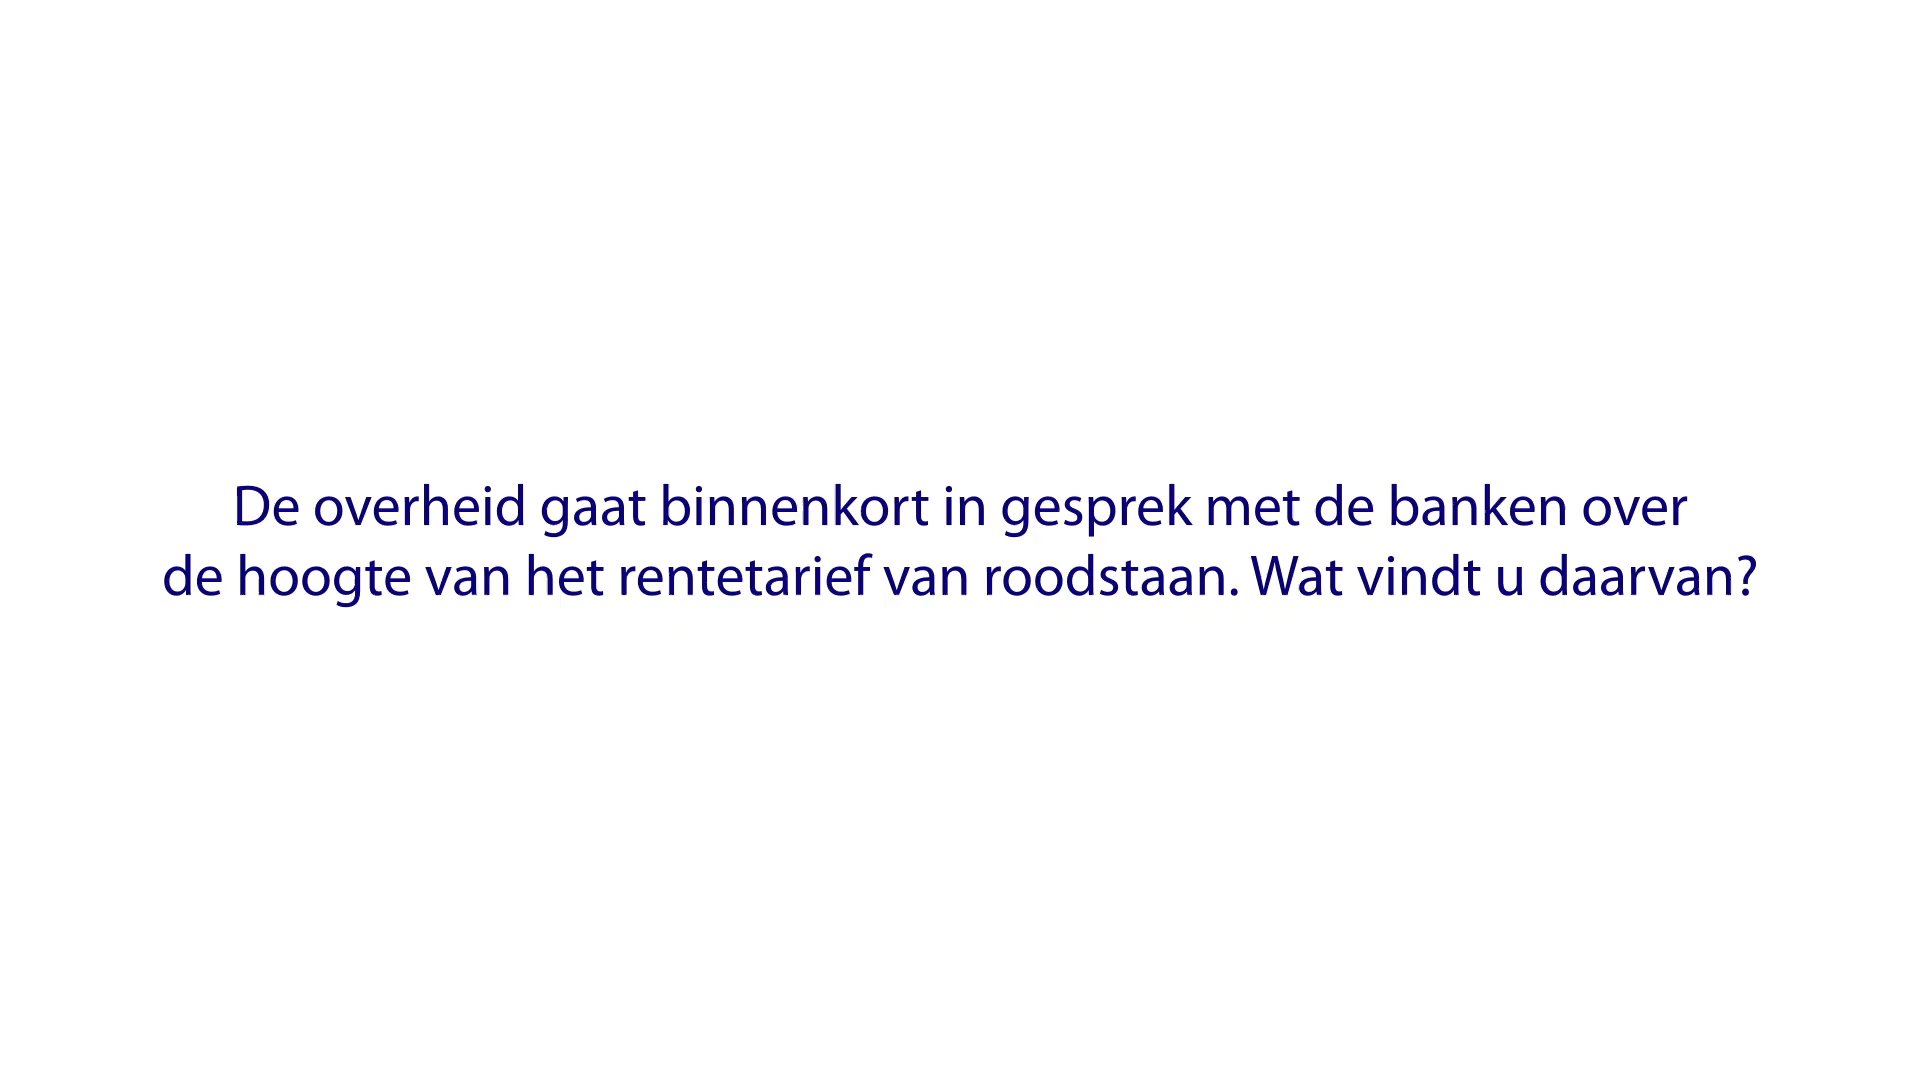 De overheid gaat binnenkort in gesprek met de banken over
de hoogte van het rentetarief van roodstaan. Wat vindt u daarvan?